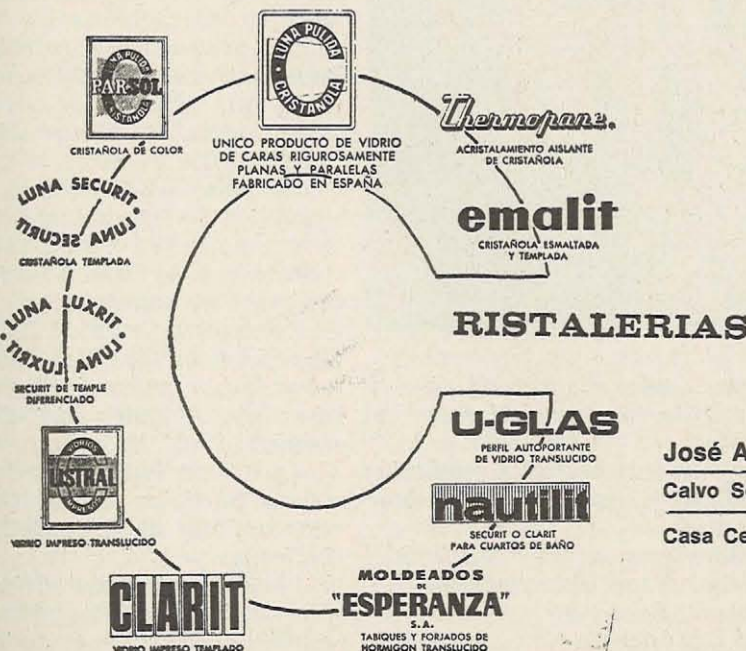 LUNA PULIDA
CRISTAÑOLA
UNICO PRODUCTO DE VIDRIO
DE CARAS RIGUROSAMENTE
PLANAS Y PARALELAS
FABRICADO EN ESPAÑA
LUNA PULIDA
PARSOL
CRISTAÑOLA
CRISTAÑOLA DE COLOR
Thermopane.
ACRISTALAMIENTO AISLANTE
DE CRISTAÑOLA
LUNA SECURIT
LUNA SECURIT
CRISTAÑOLA TEMPLADA
emalit
CRISTAÑOLA ESMALTADA
Y TEMPLADA
LUNA LUXRIT
LUNA LUXRIT
SECURIT DE TEMPLE
DIFERENCIADO
RISTALERIAS
U-GLAS
PERFIL AUTOPORTANTE
DE VIDRIO TRANSLUCIDO
VIDRIOS
LISTRAL
IMPRESOS
VIDRIO IMPRESO TRANSLUCIDO
nautilit
SECURIT O CLARIT
PARA CUARTOS DE BAÑO
CLARIT
VIDRIO IMPRESO TEMPLADO
MOLDEADOS
DE
"ESPERANZA"
S.A.
TABIQUES Y FORJADOS DE
HORMIGON TRANSLUCIDO
José A
Calvo S
Casa Ce